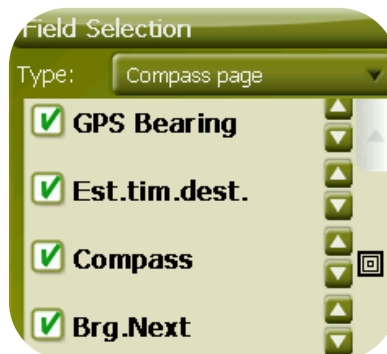 Field Selection
Type: Compass page
GPS Bearing
Est.tim.dest.
Compass
Brg.Next